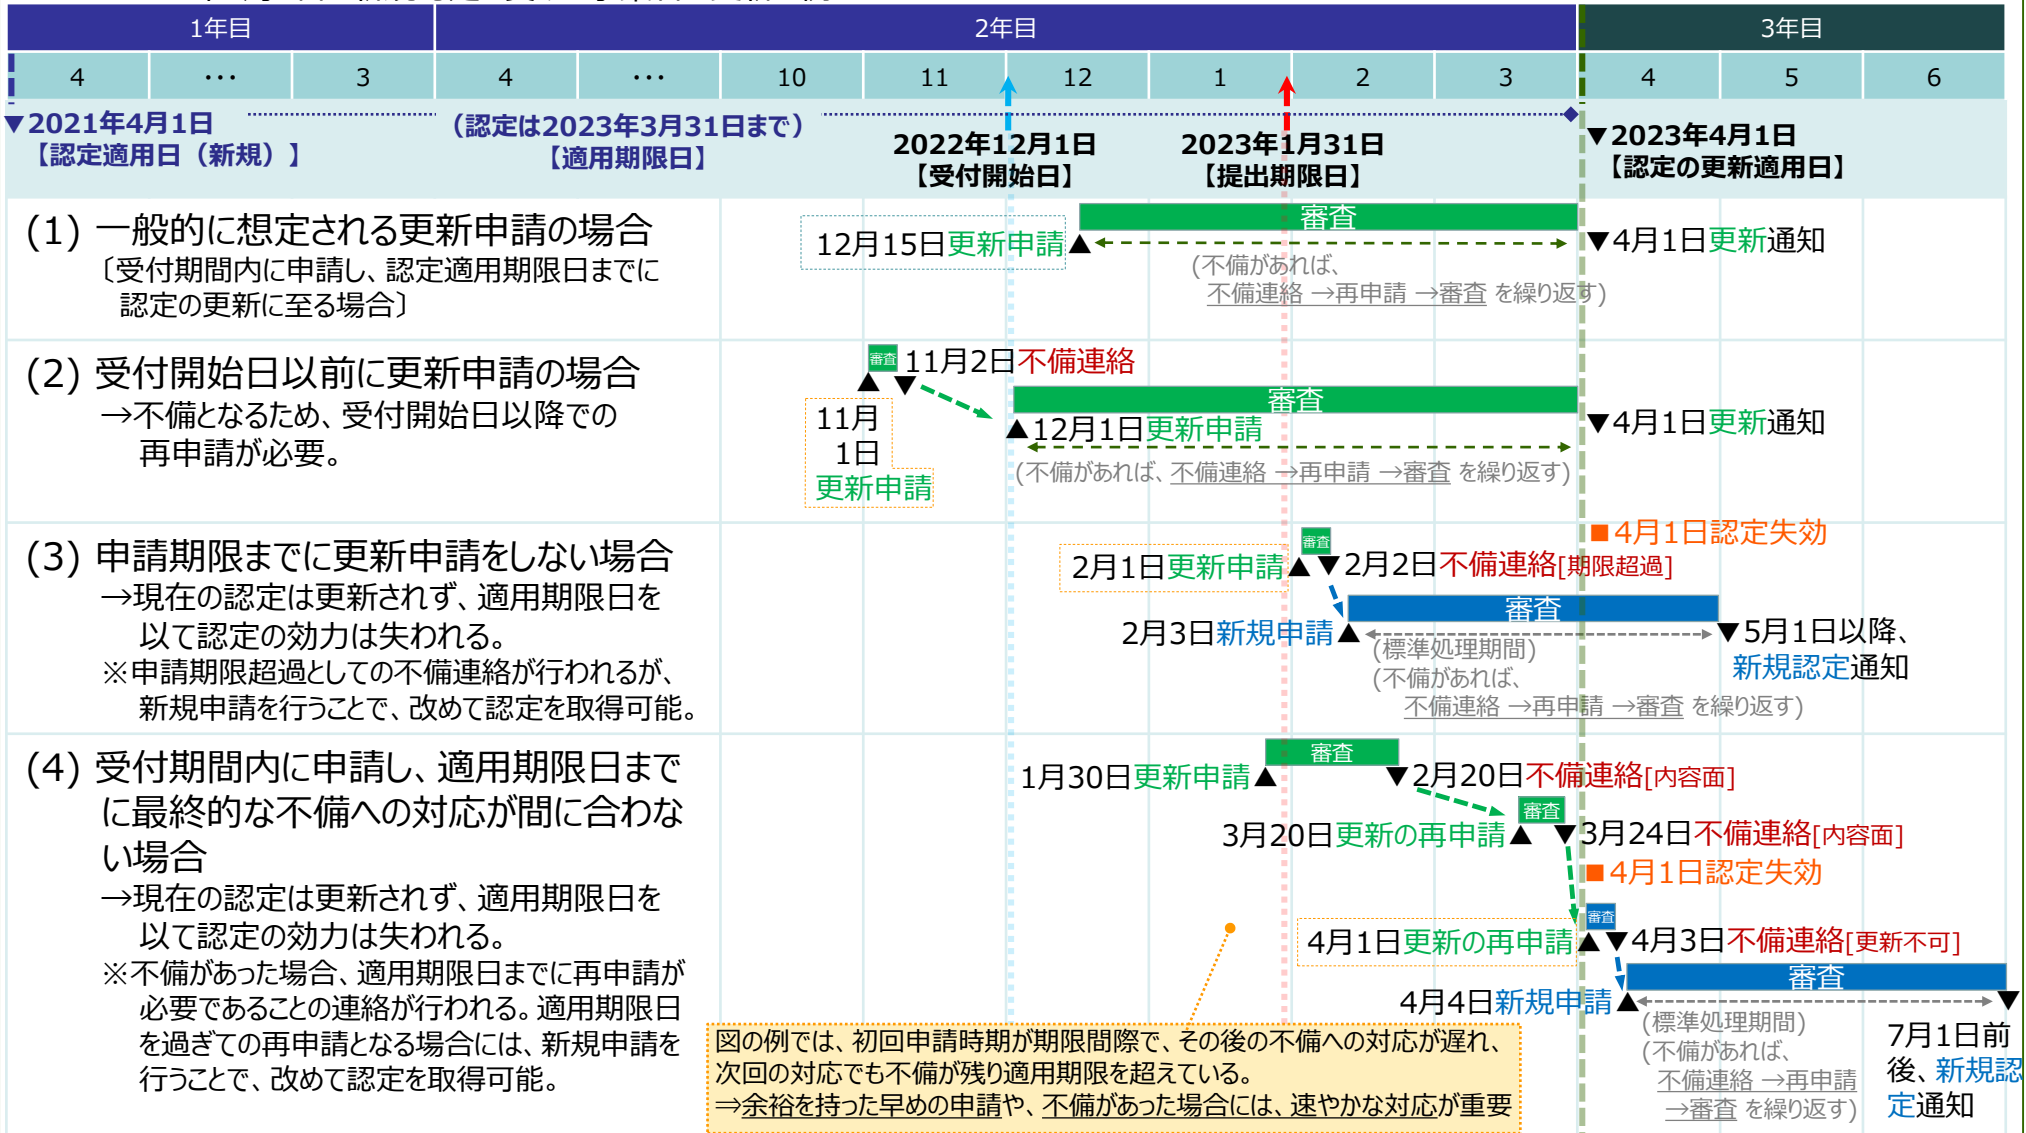 1年目 2年目 3年目
4 … 3 4 … 10 11 12 1 2 3 4 5 6
▼2021年4月1日
【認定適用日（新規）】
（認定は2023年3月31日まで）
【適用期限日】
2022年12月1日
【受付開始日】
2023年1月31日
【提出期限日】
▼2023年4月1日
【認定の更新適用日】
(1) 一般的に想定される更新申請の場合
〔受付期間内に申請し、認定適用期限日までに
認定の更新に至る場合〕
12月15日更新申請▲
審査
(不備があれば、
不備連絡 →再申請 →審査 を繰り返す)
▼4月1日更新通知
(2) 受付開始日以前に更新申請の場合
→不備となるため、受付開始日以降での
再申請が必要。
審査
▲ ▼
11月2日不備連絡
11月
1日
更新申請
審査
▲12月1日更新申請
(不備があれば、不備連絡 →再申請 →審査 を繰り返す)
▼4月1日更新通知
(3) 申請期限までに更新申請をしない場合
→現在の認定は更新されず、適用期限日を
以て認定の効力は失われる。
※申請期限超過としての不備連絡が行われるが、
新規申請を行うことで、改めて認定を取得可能。
■4月1日認定失効
審査
2月1日更新申請▲
▼2月2日不備連絡[期限超過]
審査
2月3日新規申請▲
(標準処理期間)
(不備があれば、
不備連絡 →再申請 →審査 を繰り返す)
▼5月1日以降、
新規認定通知
(4) 受付期間内に申請し、適用期限日まで
に最終的な不備への対応が間に合わな
い場合
→現在の認定は更新されず、適用期限日を
以て認定の効力は失われる。
※不備があった場合、適用期限日までに再申請が
必要であることの連絡が行われる。適用期限日
を過ぎての再申請となる場合には、新規申請を
行うことで、改めて認定を取得可能。
審査
1月30日更新申請▲
▼2月20日不備連絡[内容面]
審査
3月20日更新の再申請▲
▼3月24日不備連絡[内容面]
■4月1日認定失効
審査
4月1日更新の再申請▲
▼4月3日不備連絡[更新不可]
審査
4月4日新規申請▲
(標準処理期間)
(不備があれば、
不備連絡 →再申請
→審査 を繰り返す)
▼
7月1日前
後、新規認
定通知
図の例では、初回申請時期が期限間際で、その後の不備への対応が遅れ、
次回の対応でも不備が残り適用期限を超えている。
⇒余裕を持った早めの申請や、不備があった場合には、速やかな対応が重要